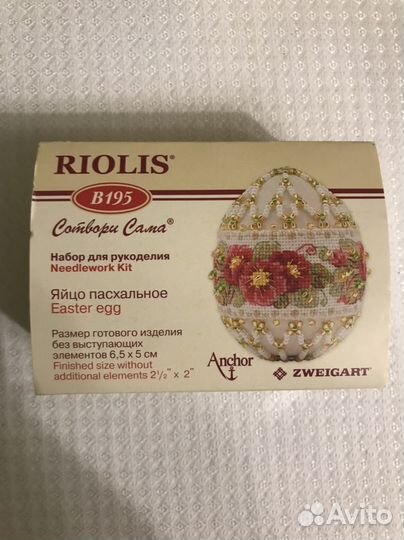 RIOLIS®
B195
Сотвори Сама®
Набор для рукоделия
Needlework Kit
Яйцо пасхальное
Easter egg
Размер готового изделия
без выступающих
элементов 6,5 x 5 см
Finished size without
additional elements 2½" x 2"
Anchor
ZWEIGART®
Avito